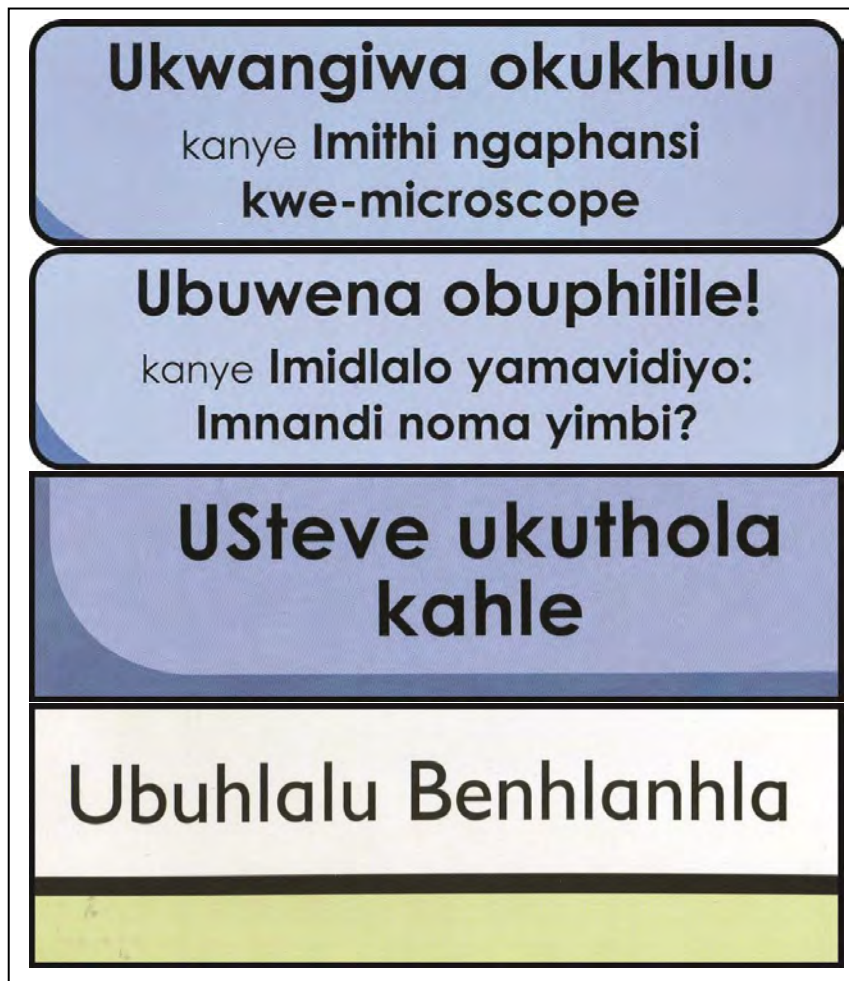 Ukwangiwa okukhulu
kanye Imithi ngaphansi
kwe-microscope
Ubuwena obuphilile!
kanye Imidlalo yamavidiyo:
Imnandi noma yimbi?
USteve ukuthola
kahle
Ubuhlalu Benhlanhla